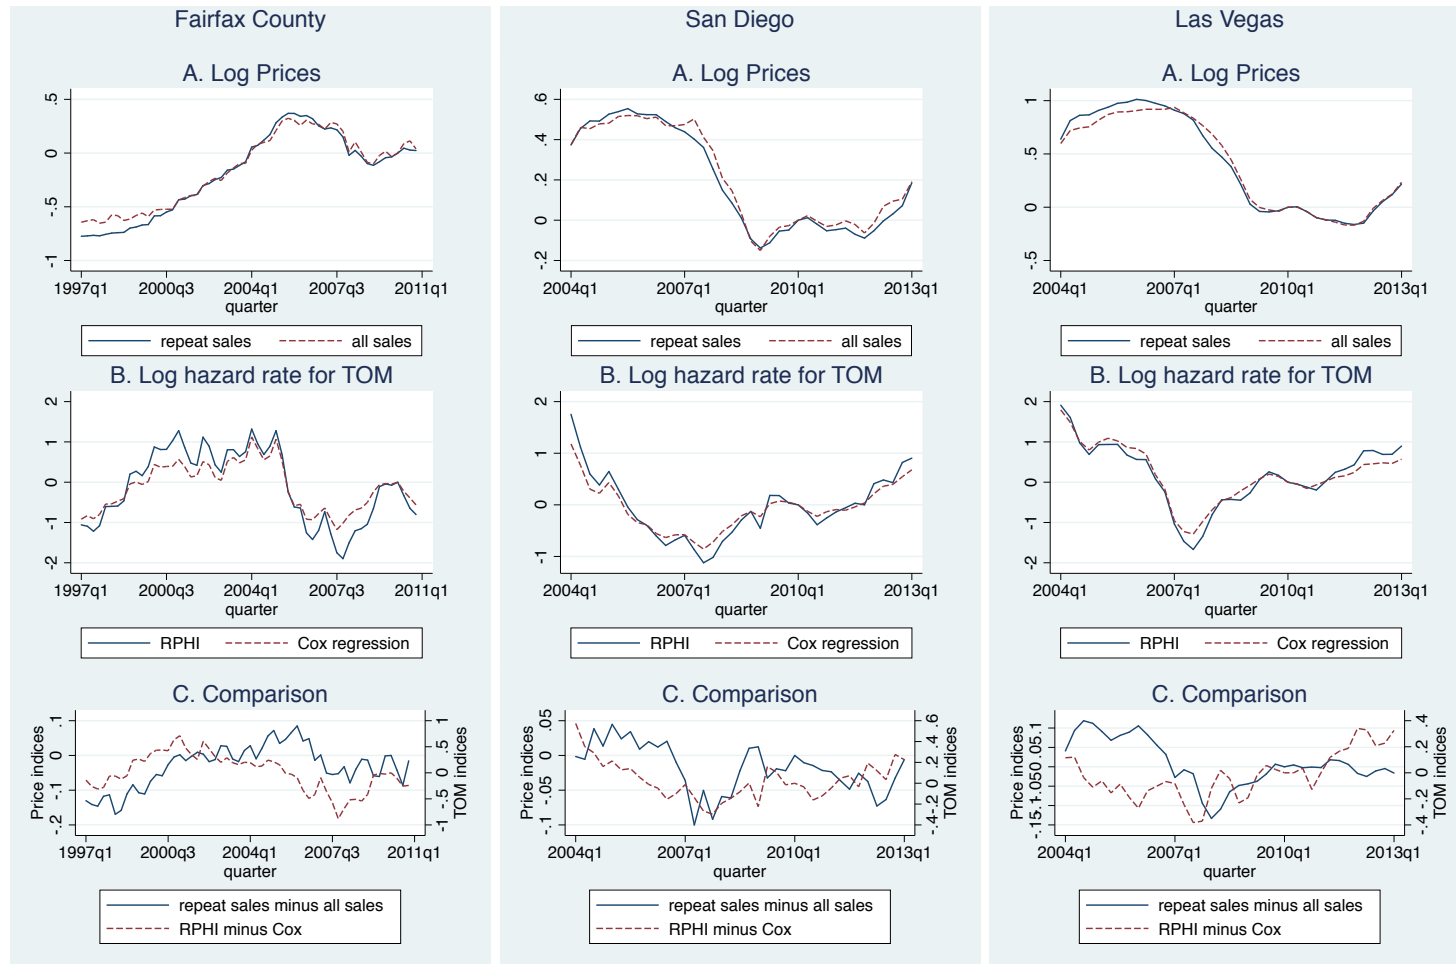 Fairfax County
A. Log Prices
.5
0
-.5
-1
1997q1 2000q3 2004q1 2007q3 2011q1
quarter
repeat sales all sales
B. Log hazard rate for TOM
2
1
0
-1
-2
1997q1 2000q3 2004q1 2007q3 2011q1
quarter
RPHI Cox regression
C. Comparison
Price indices
.1
0
-.1
-.2
TOM indices
1
.5
0
-.5
-1
1997q1 2000q3 2004q1 2007q3 2011q1
quarter
repeat sales minus all sales
RPHI minus Cox
San Diego
A. Log Prices
.6
.4
.2
0
-.2
2004q1 2007q1 2010q1 2013q1
quarter
repeat sales all sales
B. Log hazard rate for TOM
2
1
0
-1
2004q1 2007q1 2010q1 2013q1
quarter
RPHI Cox regression
C. Comparison
Price indices
.05
0
-.05
-.1
TOM indices
.6
.4
.2
0
-.2
-.4
2004q1 2007q1 2010q1 2013q1
quarter
repeat sales minus all sales
RPHI minus Cox
Las Vegas
A. Log Prices
1
.5
0
-.5
2004q1 2007q1 2010q1 2013q1
quarter
repeat sales all sales
B. Log hazard rate for TOM
2
1
0
-1
-2
2004q1 2007q1 2010q1 2013q1
quarter
RPHI Cox regression
C. Comparison
Price indices
.1
.05
0
-.05
-.1
-.15
TOM indices
.4
.2
0
-.2
-.4
2004q1 2007q1 2010q1 2013q1
quarter
repeat sales minus all sales
RPHI minus Cox